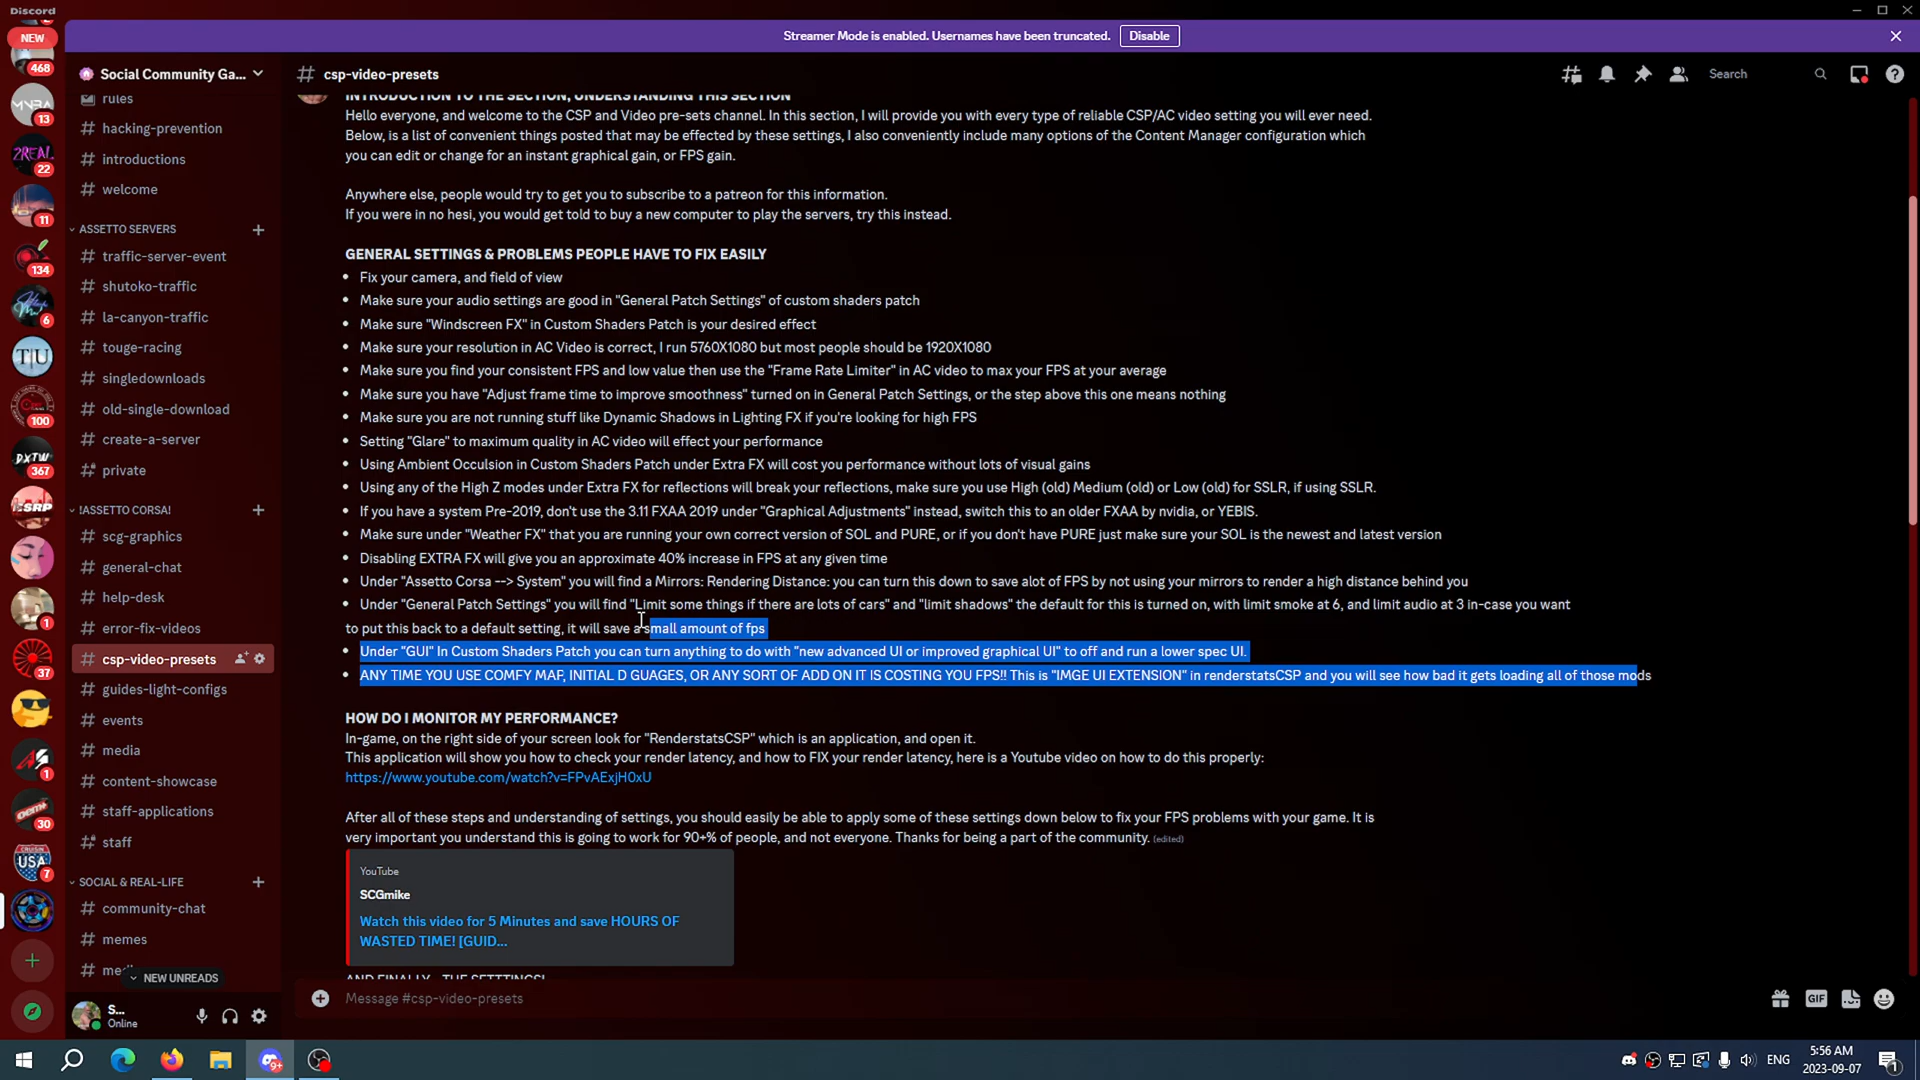 Discord
Streamer Mode is enabled. Usernames have been truncated. Disable
NEW
468
13
22
11
134
6
100
367
37
1
30
7
MNBA
2REAL
T|U
DXTW
SRP
USA
Social Community Ga...
rules
hacking-prevention
introductions
welcome
ASSETTO SERVERS
traffic-server-event
shutoko-traffic
la-canyon-traffic
touge-racing
singledownloads
old-single-download
create-a-server
private
!ASSETTO CORSA!
scg-graphics
general-chat
help-desk
error-fix-videos
csp-video-presets
guides-light-configs
events
media
content-showcase
staff-applications
staff
SOCIAL & REAL-LIFE
community-chat
memes
NEW UNREADS
S...
Online
csp-video-presets
Search
INTRODUCTION TO THE SECTION, UNDERSTANDING THIS SECTION
Hello everyone, and welcome to the CSP and Video pre-sets channel. In this section, I will provide you with every type of reliable CSP/AC video setting you will ever need.
Below, is a list of convenient things posted that may be effected by these settings, I also conveniently include many options of the Content Manager configuration which
you can edit or change for an instant graphical gain, or FPS gain.
Anywhere else, people would try to get you to subscribe to a patreon for this information.
If you were in no hesi, you would get told to buy a new computer to play the servers, try this instead.
GENERAL SETTINGS & PROBLEMS PEOPLE HAVE TO FIX EASILY
• Fix your camera, and field of view
• Make sure your audio settings are good in "General Patch Settings" of custom shaders patch
• Make sure "Windscreen FX" in Custom Shaders Patch is your desired effect
• Make sure your resolution in AC Video is correct, I run 5760X1080 but most people should be 1920X1080
• Make sure you find your consistent FPS and low value then use the "Frame Rate Limiter" in AC video to max your FPS at your average
• Make sure you have "Adjust frame time to improve smoothness" turned on in General Patch Settings, or the step above this one means nothing
• Make sure you are not running stuff like Dynamic Shadows in Lighting FX if you're looking for high FPS
• Setting "Glare" to maximum quality in AC video will effect your performance
• Using Ambient Occulsion in Custom Shaders Patch under Extra FX will cost you performance without lots of visual gains
• Using any of the High Z modes under Extra FX for reflections will break your reflections, make sure you use High (old) Medium (old) or Low (old) for SSLR, if using SSLR.
• If you have a system Pre-2019, don't use the 3.11 FXAA 2019 under "Graphical Adjustments" instead, switch this to an older FXAA by nvidia, or YEBIS.
• Make sure under "Weather FX" that you are running your own correct version of SOL and PURE, or if you don't have PURE just make sure your SOL is the newest and latest version
• Disabling EXTRA FX will give you an approximate 40% increase in FPS at any given time
• Under "Assetto Corsa --> System" you will find a Mirrors: Rendering Distance: you can turn this down to save alot of FPS by not using your mirrors to render a high distance behind you
• Under "General Patch Settings" you will find "Limit some things if there are lots of cars" and "limit shadows" the default for this is turned on, with limit smoke at 6, and limit audio at 3 in-case you want
to put this back to a default setting, it will save a small amount of fps
• Under "GUI" In Custom Shaders Patch you can turn anything to do with "new advanced UI or improved graphical UI" to off and run a lower spec UI.
• ANY TIME YOU USE COMFY MAP, INITIAL D GUAGES, OR ANY SORT OF ADD ON IT IS COSTING YOU FPS!! This is "IMGE UI EXTENSION" in renderstatsCSP and you will see how bad it gets loading all of those mods
HOW DO I MONITOR MY PERFORMANCE?
In-game, on the right side of your screen look for "RenderstatsCSP" which is an application, and open it.
This application will show you how to check your render latency, and how to FIX your render latency, here is a Youtube video on how to do this properly:
https://www.youtube.com/watch?v=FPvAExjH0xU
After all of these steps and understanding of settings, you should easily be able to apply some of these settings down below to fix your FPS problems with your game. It is
very important you understand this is going to work for 90+% of people, and not everyone. Thanks for being a part of the community. (edited)
YouTube
SCGmike
Watch this video for 5 Minutes and save HOURS OF
WASTED TIME! [GUID...
AND FINALLY - THE SETTTINGS!
Message #csp-video-presets
GIF
9+
ENG
5:56 AM
2023-09-07
1